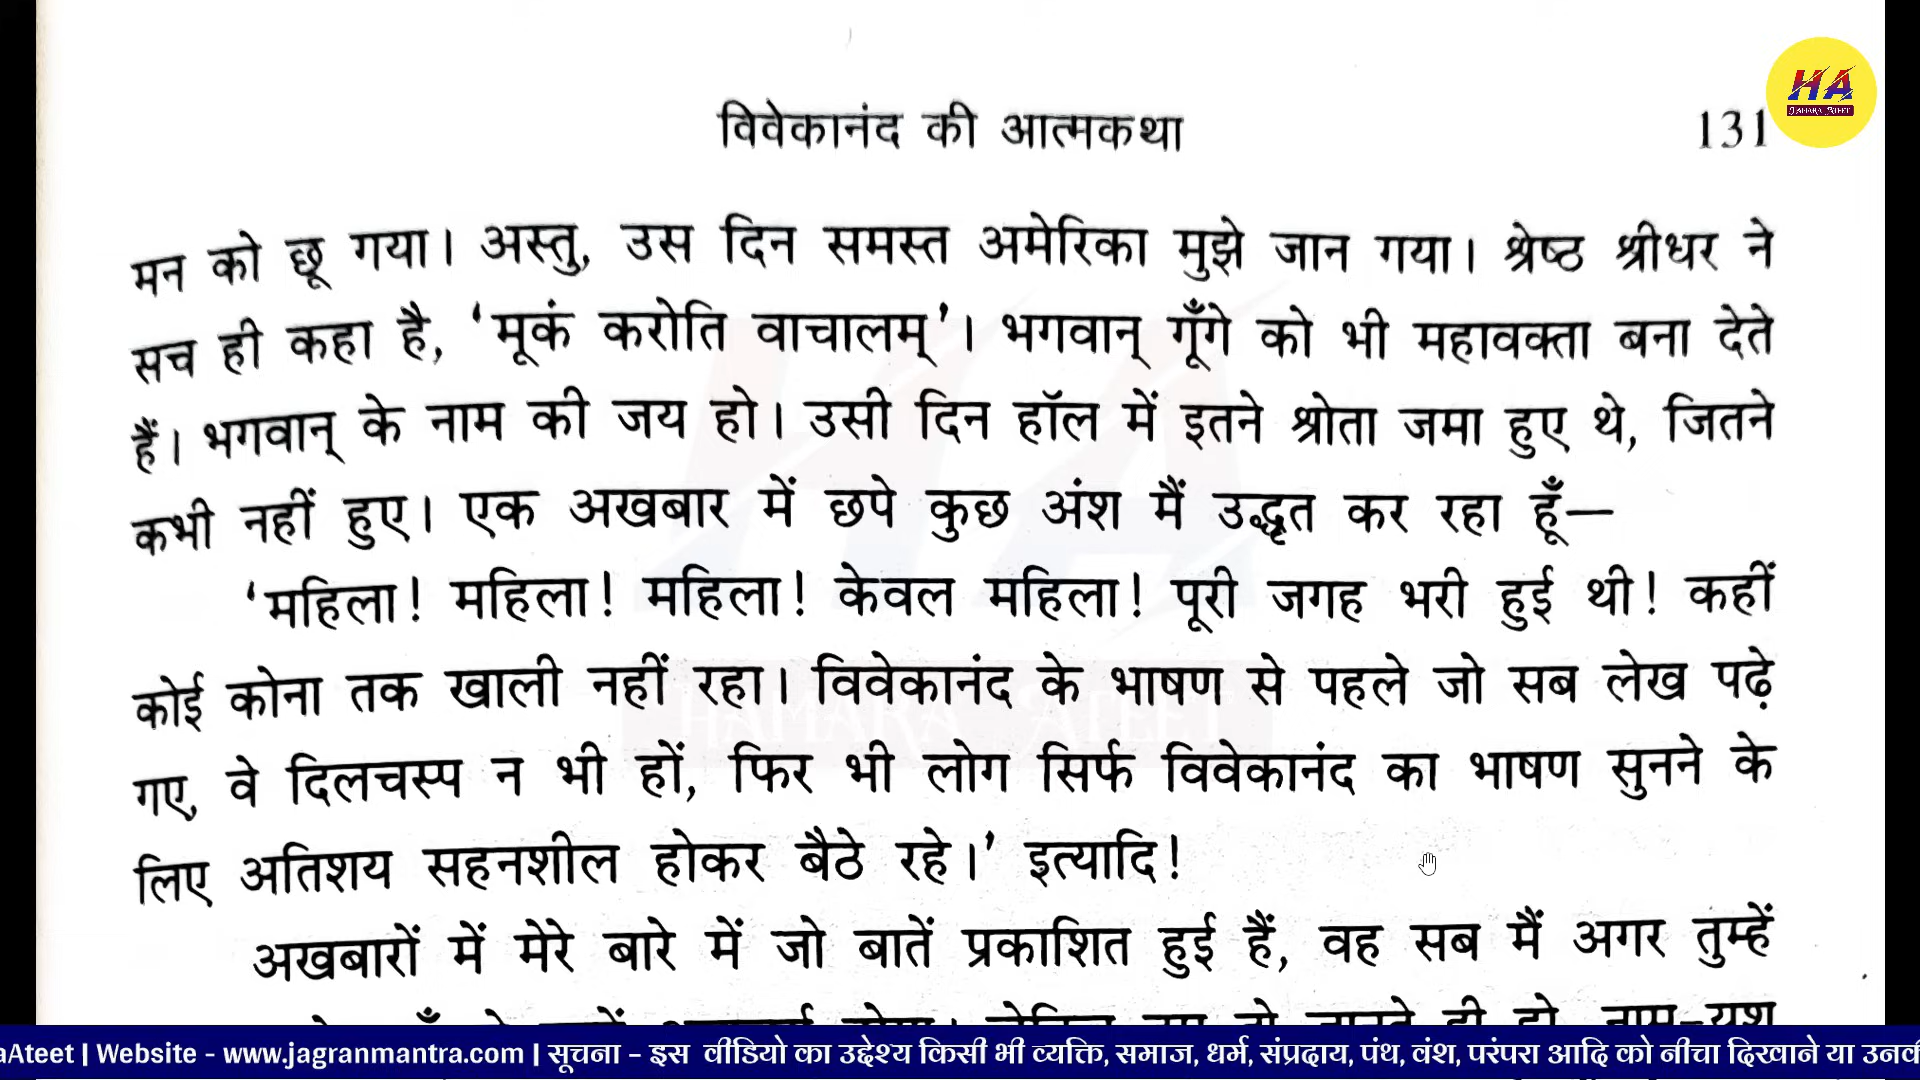 विवेकानंद की आत्मकथा 131
HA
HAMARA ATEET
मन को छू गया। अस्तु, उस दिन समस्त अमेरिका मुझे जान गया। श्रेष्ठ श्रीधर ने
सच ही कहा है, ‘मूकं करोति वाचालम्’। भगवान् गूँगे को भी महावक्ता बना देते
हैं। भगवान् के नाम की जय हो। उसी दिन हॉल में इतने श्रोता जमा हुए थे, जितने
कभी नहीं हुए। एक अखबार में छपे कुछ अंश मैं उद्धृत कर रहा हूँ—
‘महिला! महिला! महिला! केवल महिला! पूरी जगह भरी हुई थी! कहीं
कोई कोना तक खाली नहीं रहा। विवेकानंद के भाषण से पहले जो सब लेख पढ़े
गए, वे दिलचस्प न भी हों, फिर भी लोग सिर्फ विवेकानंद का भाषण सुनने के
लिए अतिशय सहनशील होकर बैठे रहे।’ इत्यादि!
अखबारों में मेरे बारे में जो बातें प्रकाशित हुई हैं, वह सब मैं अगर तुम्हें
aAteet | Website - www.jagranmantra.com | सूचना - इस वीडियो का उद्देश्य किसी भी व्यक्ति, समाज, धर्म, संप्रदाय, पंथ, वंश, परंपरा आदि को नीचा दिखाने या उनकी